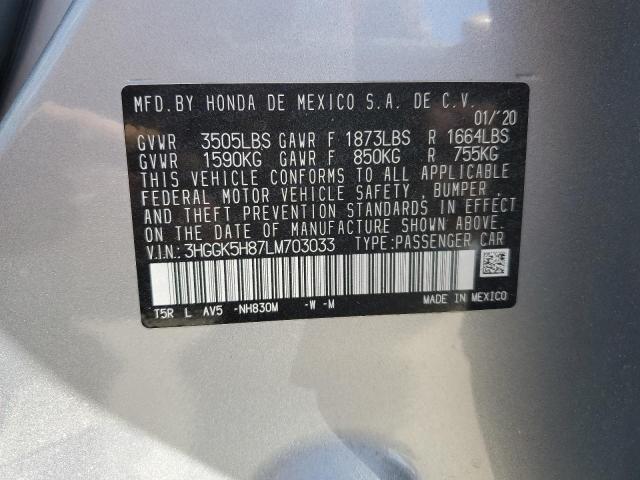 MFD. BY HONDA DE MEXICO S.A. DE C.V.
01/'20
GVWR 3505LBS GAWR F 1873LBS R 1664LBS
GVWR 1590KG GAWR F 850KG R 755KG
THIS VEHICLE CONFORMS TO ALL APPLICABLE
FEDERAL MOTOR VEHICLE SAFETY, BUMPER,
AND THEFT PREVENTION STANDARDS IN EFFECT
ON THE DATE OF MANUFACTURE SHOWN ABOVE.
V.I.N.: 3HGGK5H87LM703033 TYPE: PASSENGER CAR
T5R L AV5 -NH830M -W -M MADE IN MEXICO